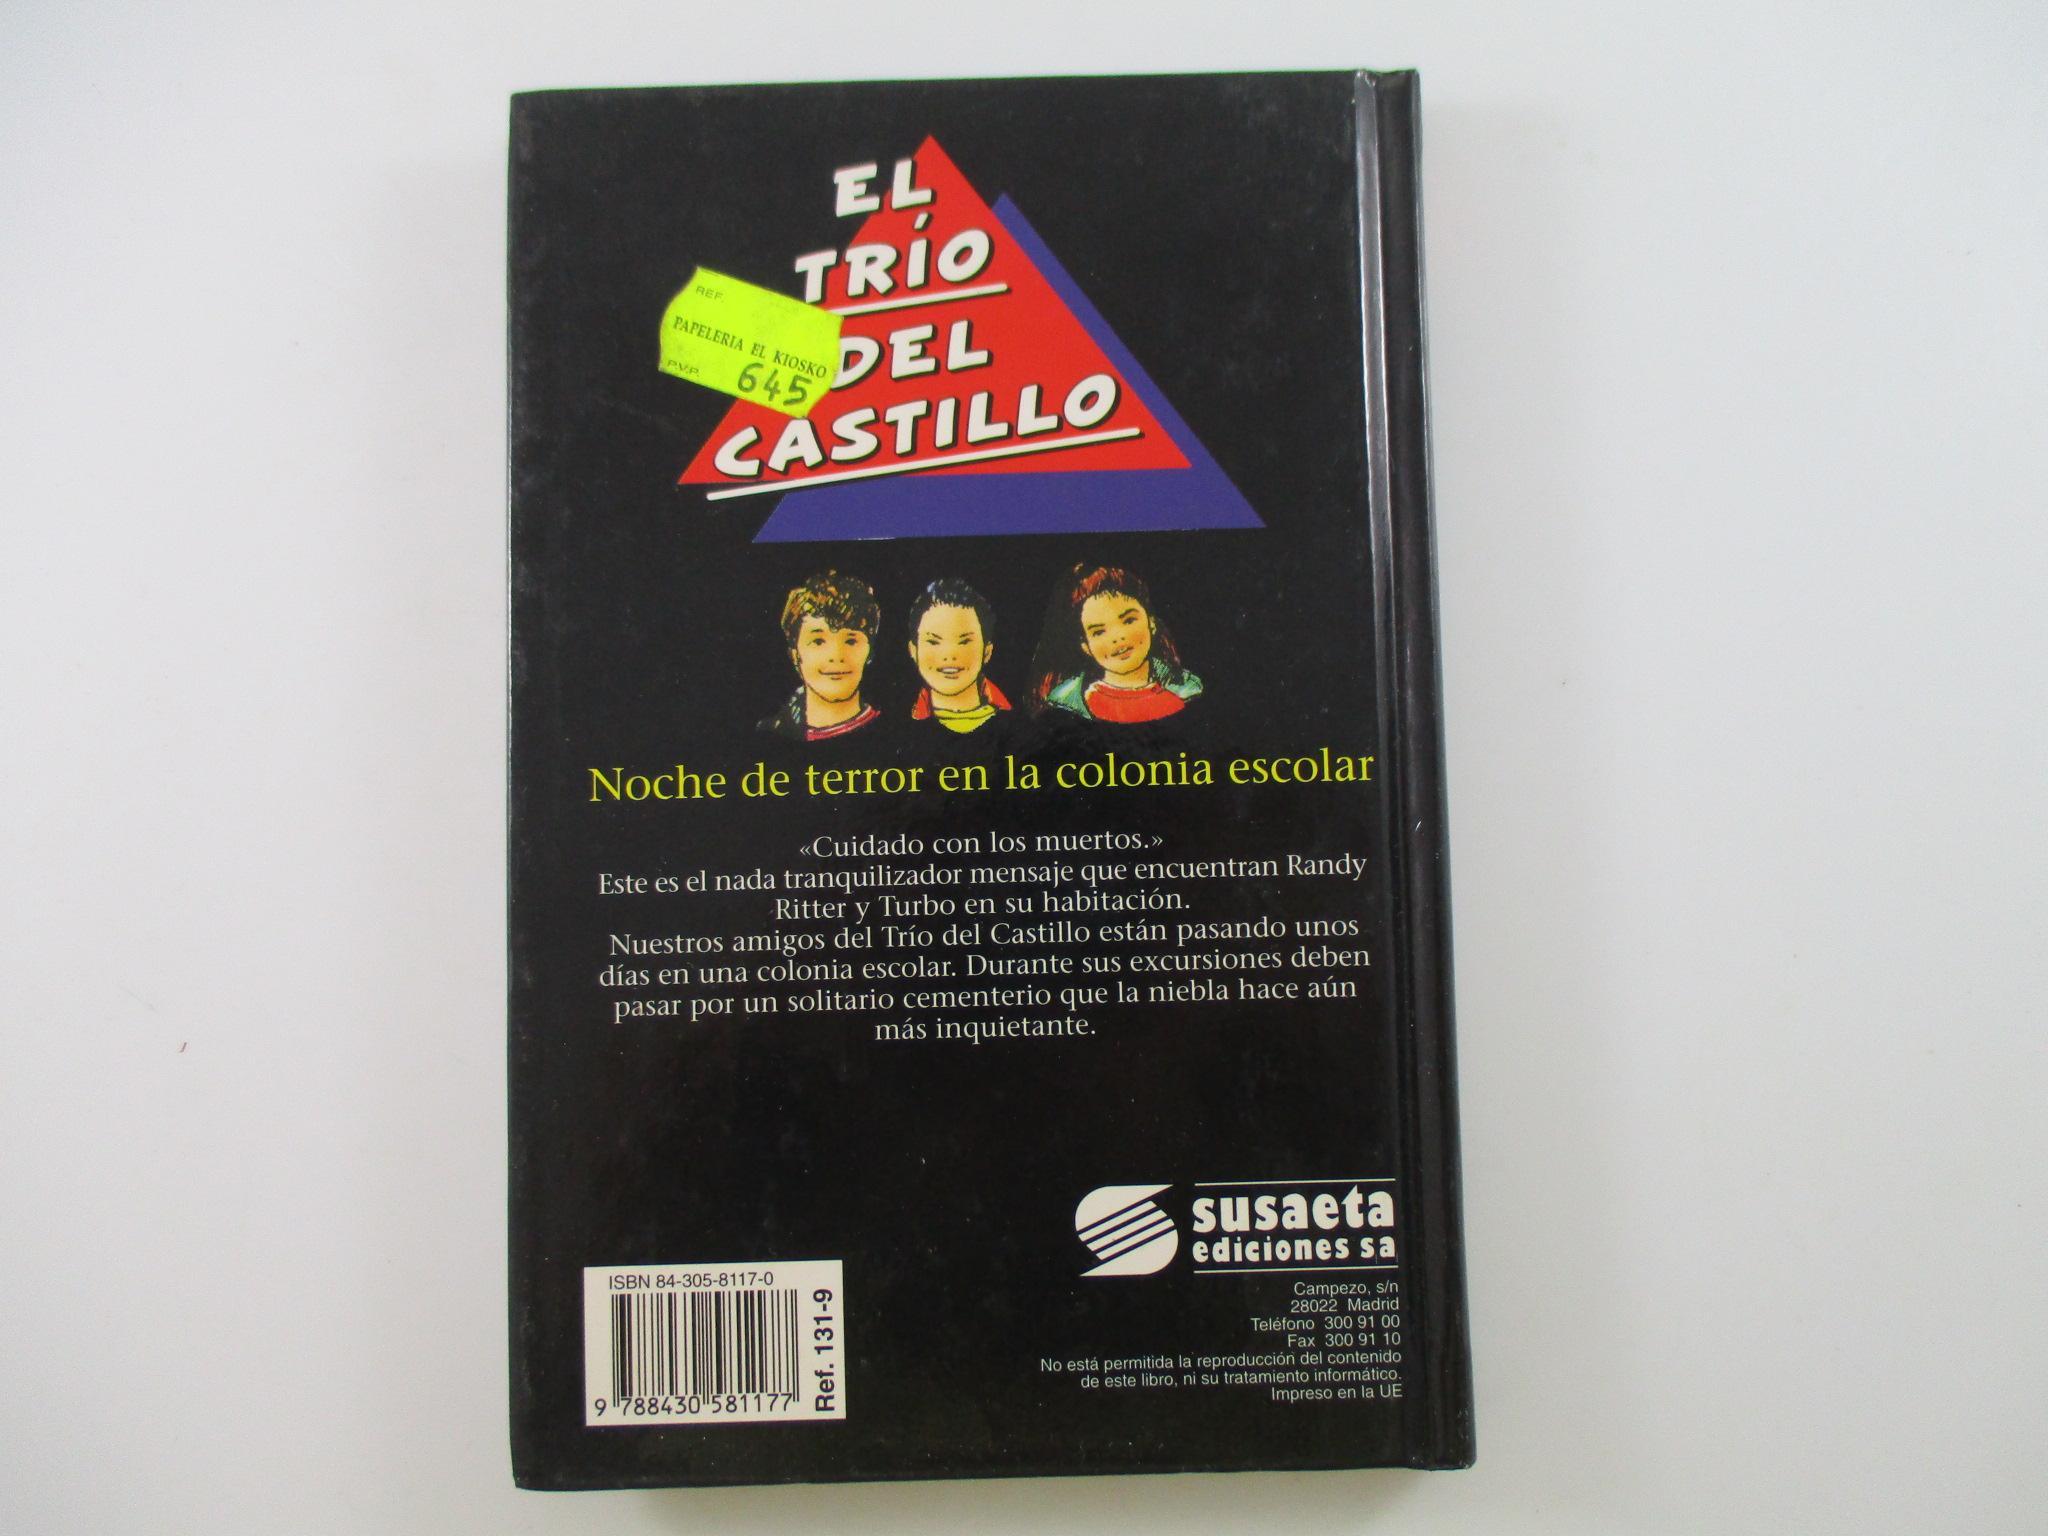 EL
TRÍO
DEL
CASTILLO
REF.
PAPELERIA EL KIOSKO
P.V.P. 645
Noche de terror en la colonia escolar
«Cuidado con los muertos.»
Este es el nada tranquilizador mensaje que encuentran Randy
Ritter y Turbo en su habitación.
Nuestros amigos del Trío del Castillo están pasando unos
días en una colonia escolar. Durante sus excursiones deben
pasar por un solitario cementerio que la niebla hace aún
más inquietante.
susaeta
ediciones sa
Campezo, s/n
28022 Madrid
Teléfono 300 91 00
Fax 300 91 10
No está permitida la reproducción del contenido
de este libro, ni su tratamiento informático.
Impreso en la UE
ISBN 84-305-8117-0
9 788430 581177
Ref. 131-9